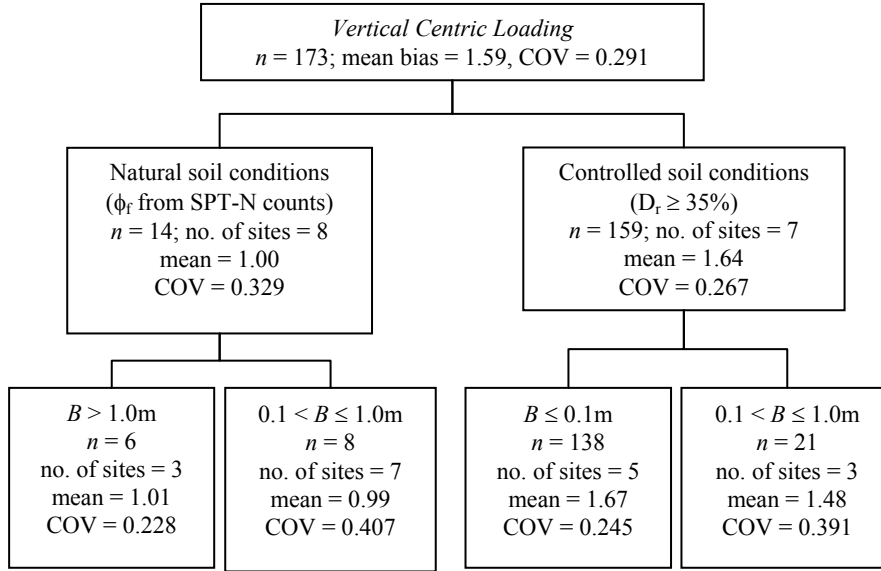 Vertical Centric Loading
n = 173; mean bias = 1.59, COV = 0.291
Natural soil conditions
(ϕf from SPT-N counts)
n = 14; no. of sites = 8
mean = 1.00
COV = 0.329
Controlled soil conditions
(Dr ≥ 35%)
n = 159; no. of sites = 7
mean = 1.64
COV = 0.267
B > 1.0m
n = 6
no. of sites = 3
mean = 1.01
COV = 0.228
0.1 < B ≤ 1.0m
n = 8
no. of sites = 7
mean = 0.99
COV = 0.407
B ≤ 0.1m
n = 138
no. of sites = 5
mean = 1.67
COV = 0.245
0.1 < B ≤ 1.0m
n = 21
no. of sites = 3
mean = 1.48
COV = 0.391